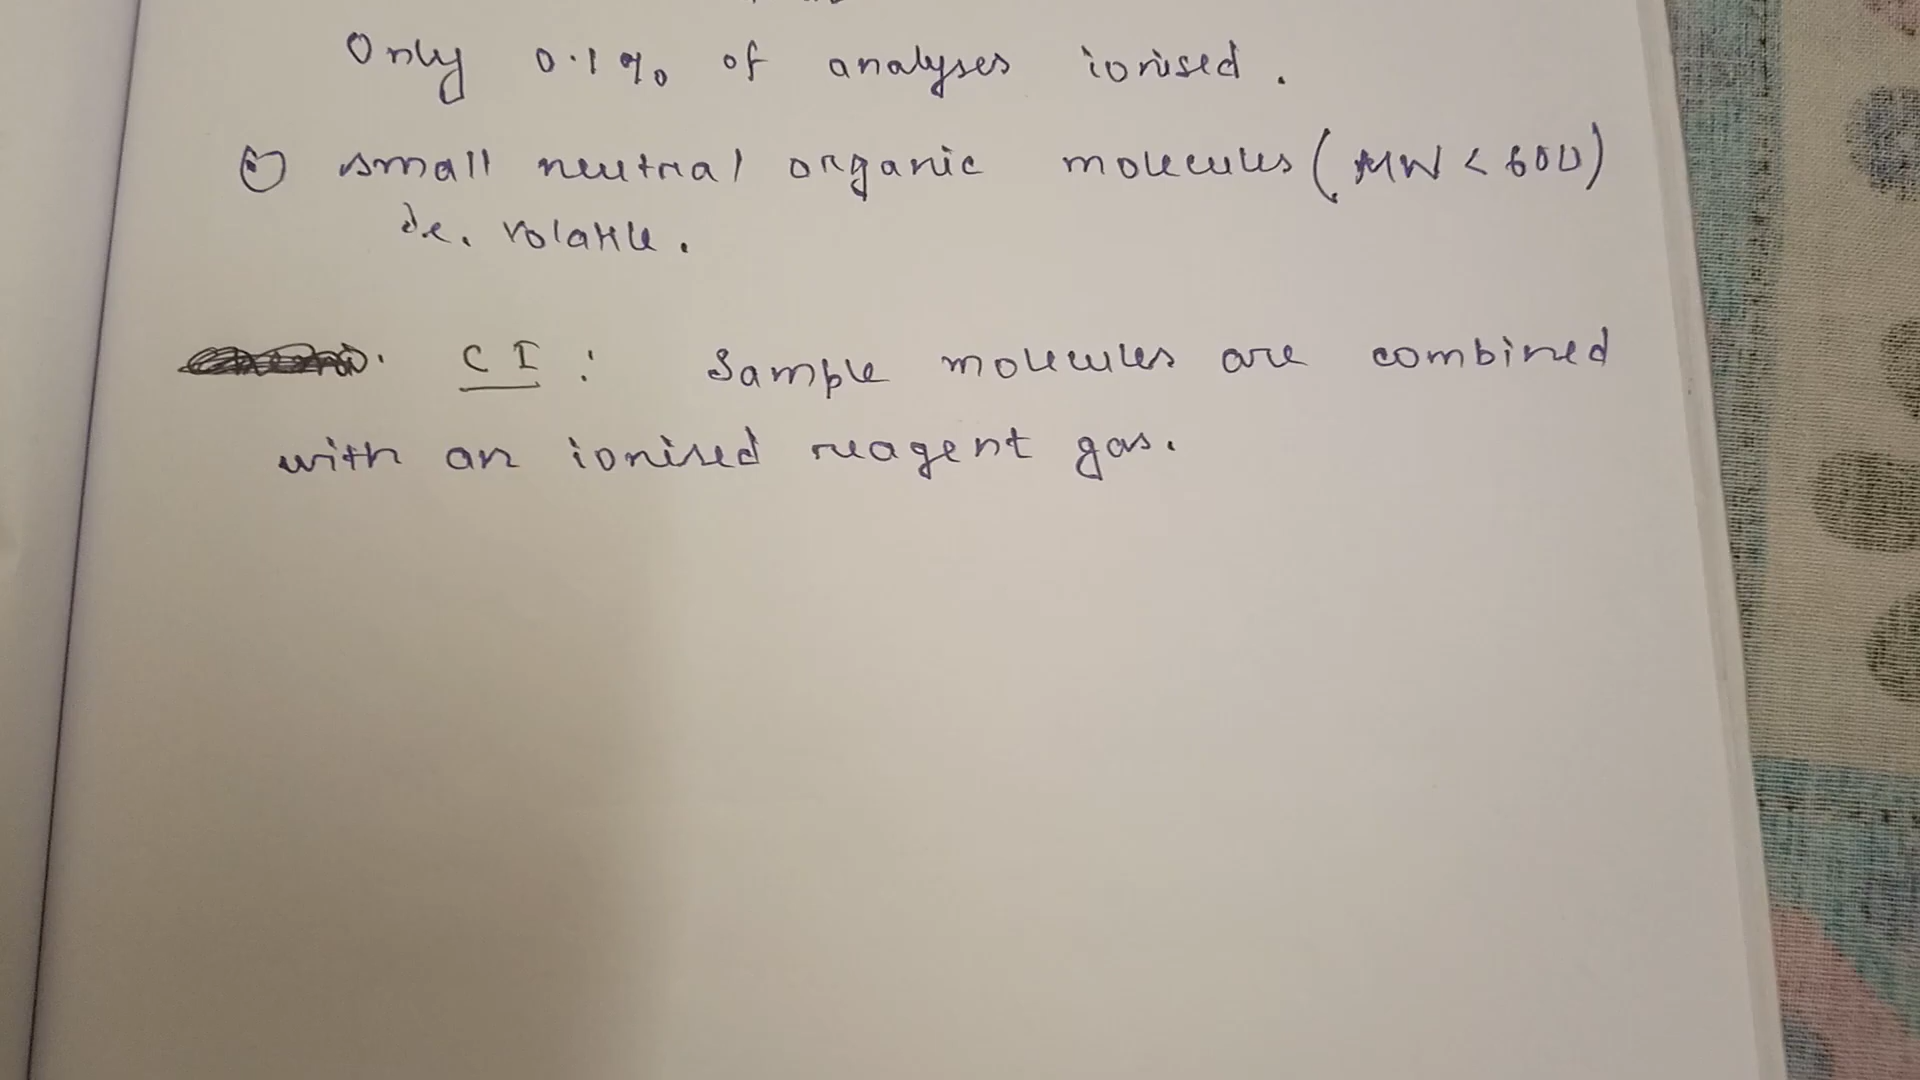 Only 0.1% of analyses ionised.
small neutral organic molecules (MW < 600)
ie. volatile.
CI : Sample molecules are combined
with an ionised reagent gas.